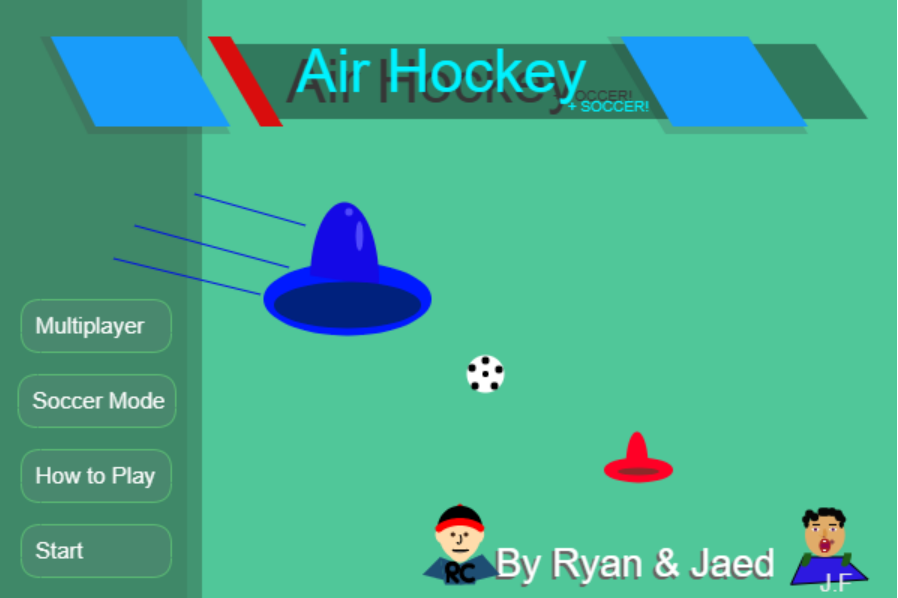 Air Hockey
+ SOCCER!
Multiplayer
Soccer Mode
How to Play
Start
RC
By Ryan & Jaed
J.F